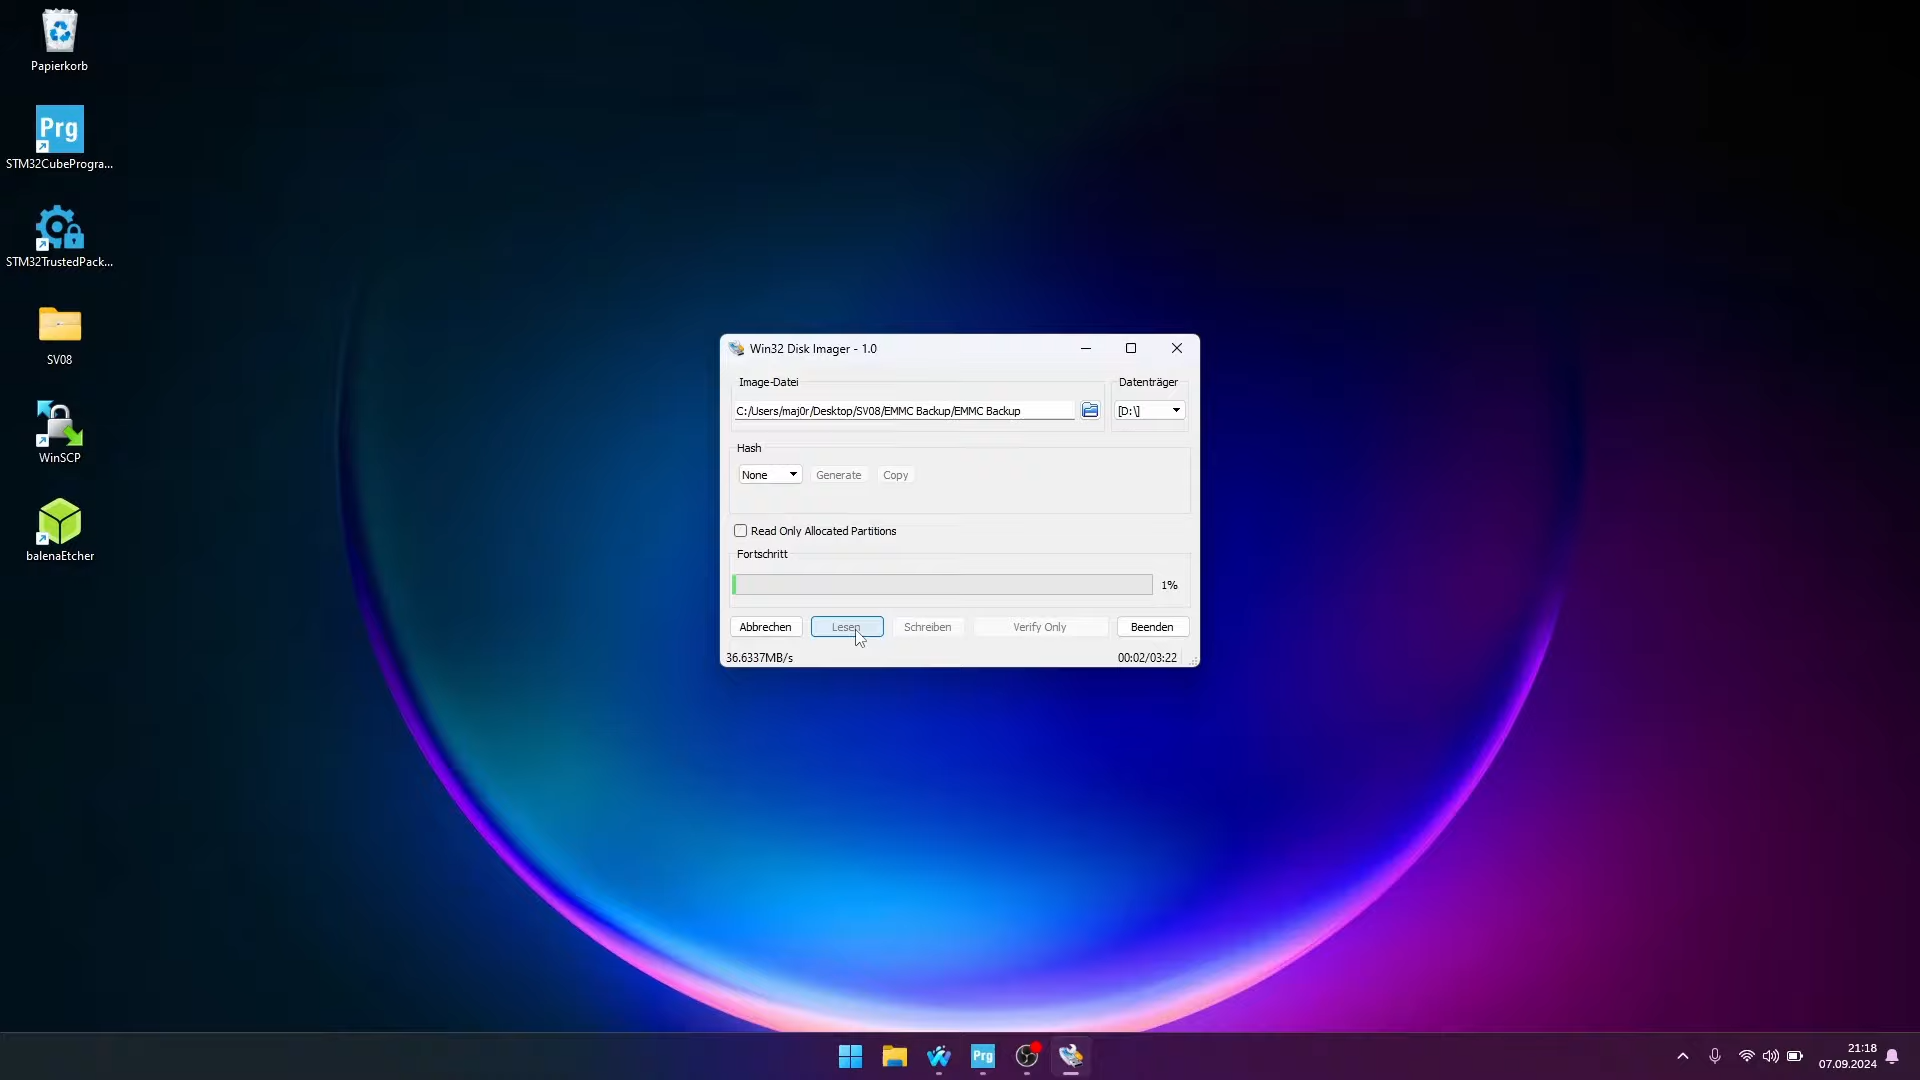 Papierkorb
Prg
STM32CubeProgra...
STM32TrustedPack...
SV08
WinSCP
balenaEtcher
Win32 Disk Imager - 1.0
Image-Datei
Datenträger
C:/Users/maj0r/Desktop/SV08/EMMC Backup/EMMC Backup
[D:\]
Hash
None
Generate
Copy
Read Only Allocated Partitions
Fortschritt
1%
Abbrechen
Lesen
Schreiben
Verify Only
Beenden
36.6337MB/s
00:02/03:22
Prg
21:18
07.09.2024